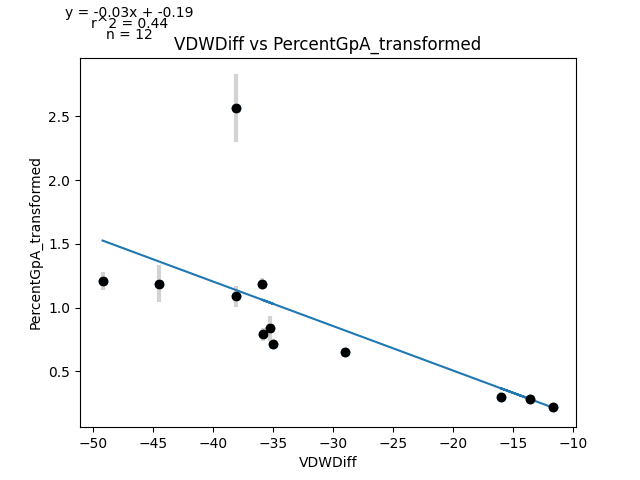 y = -0.03x + -0.19
r^2 = 0.44
n = 12
VDWDiff vs PercentGpA_transformed
PercentGpA_transformed
2.5
2.0
1.5
1.0
0.5
−50 −45 −40 −35 −30 −25 −20 −15 −10
VDWDiff